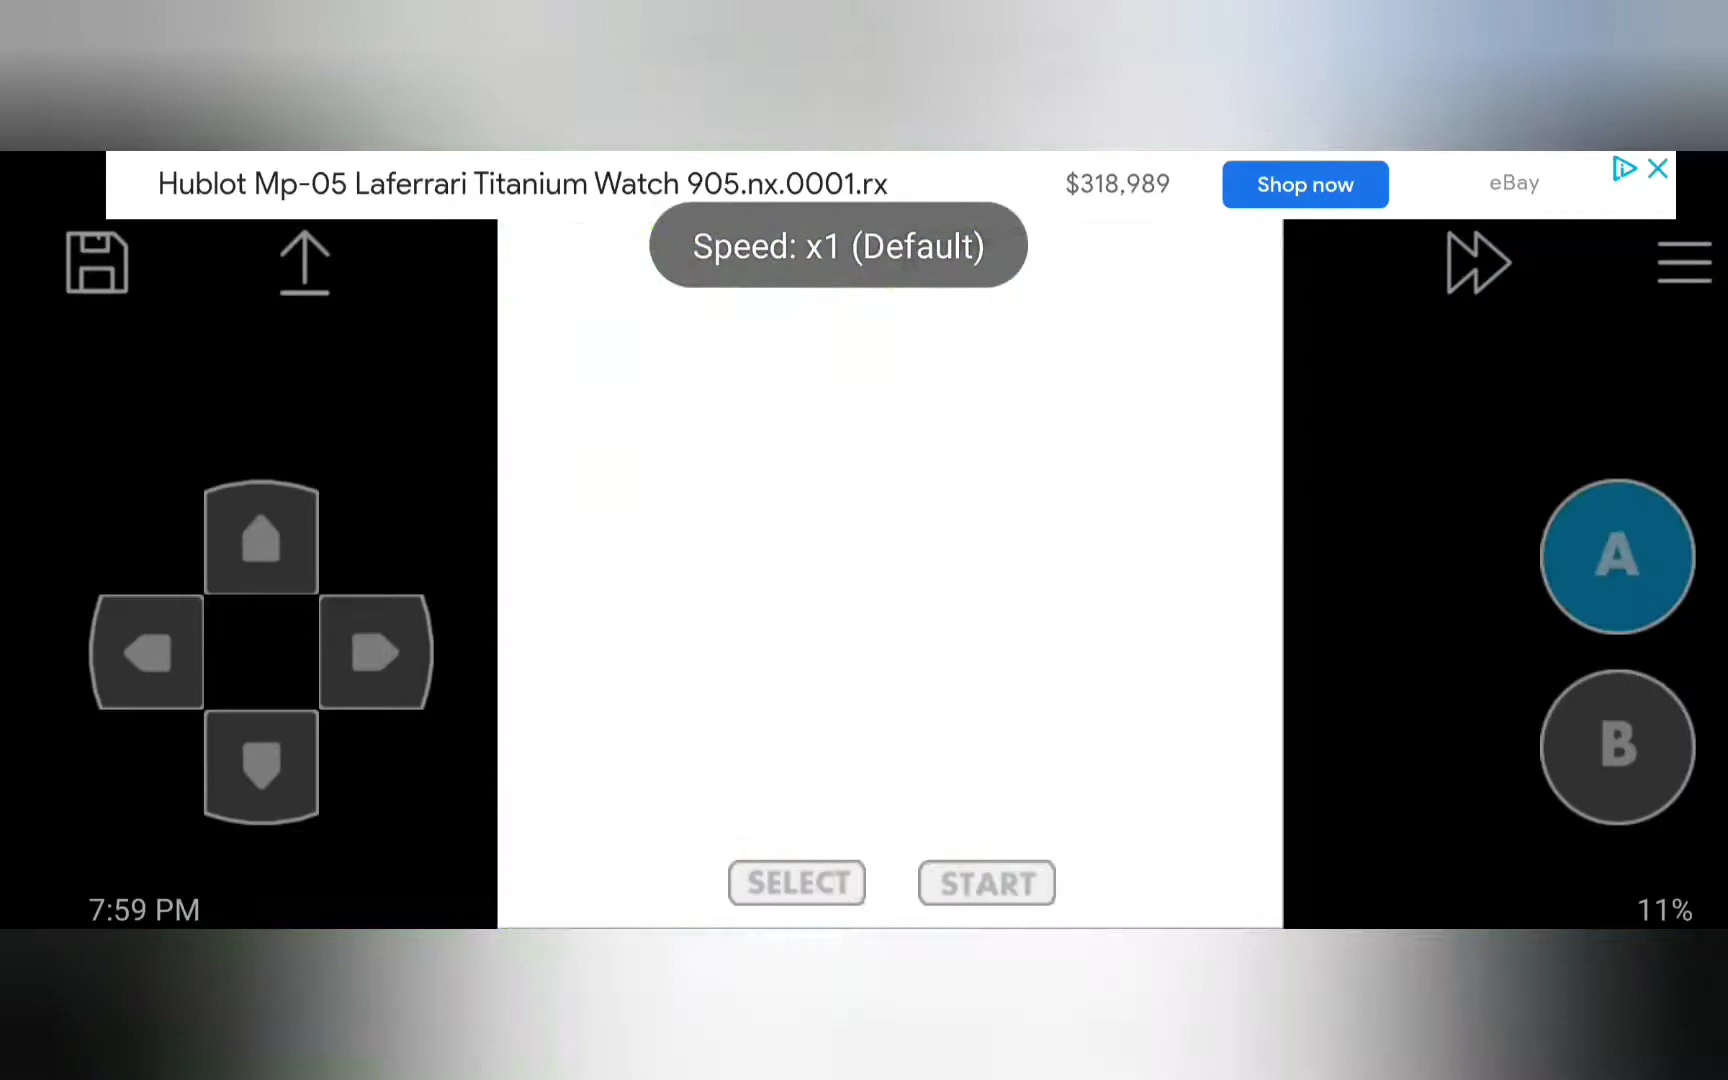 Hublot Mp-05 Laferrari Titanium Watch 905.nx.0001.rx $318,989 Shop now eBay
Speed: x1 (Default)
A
B
SELECT START
7:59 PM 11%